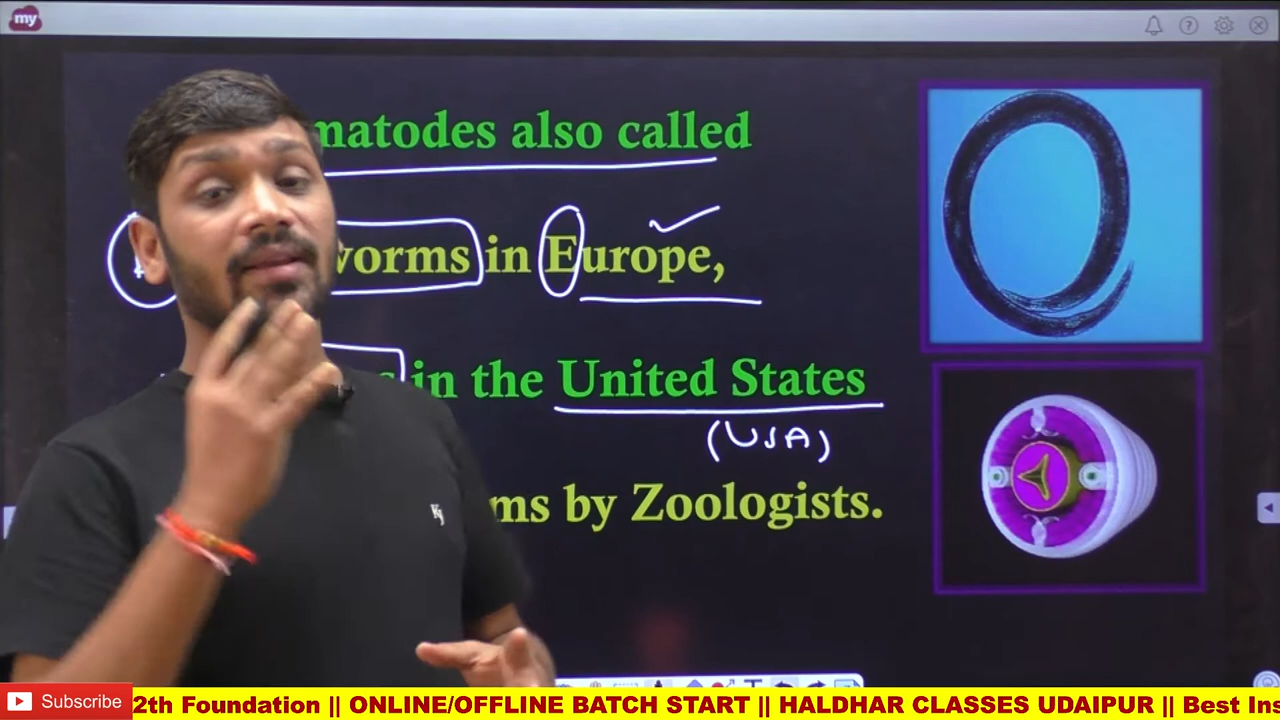 my
matodes also called
worms in Europe,
in the United States
(USA)
ms by Zoologists.
Kj
Subscribe
2th Foundation || ONLINE/OFFLINE BATCH START || HALDHAR CLASSES UDAIPUR || Best Ins